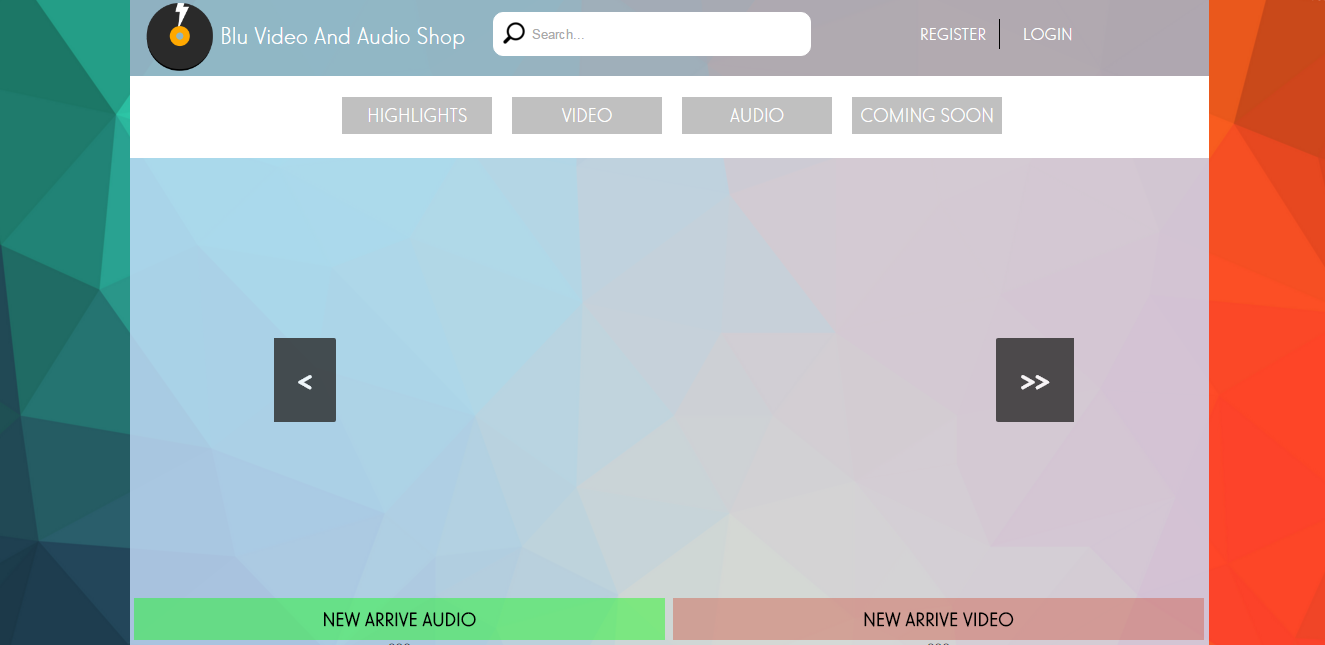 Blu Video And Audio Shop
Search...
REGISTER
LOGIN
HIGHLIGHTS
VIDEO
AUDIO
COMING SOON
<
>>
NEW ARRIVE AUDIO
NEW ARRIVE VIDEO